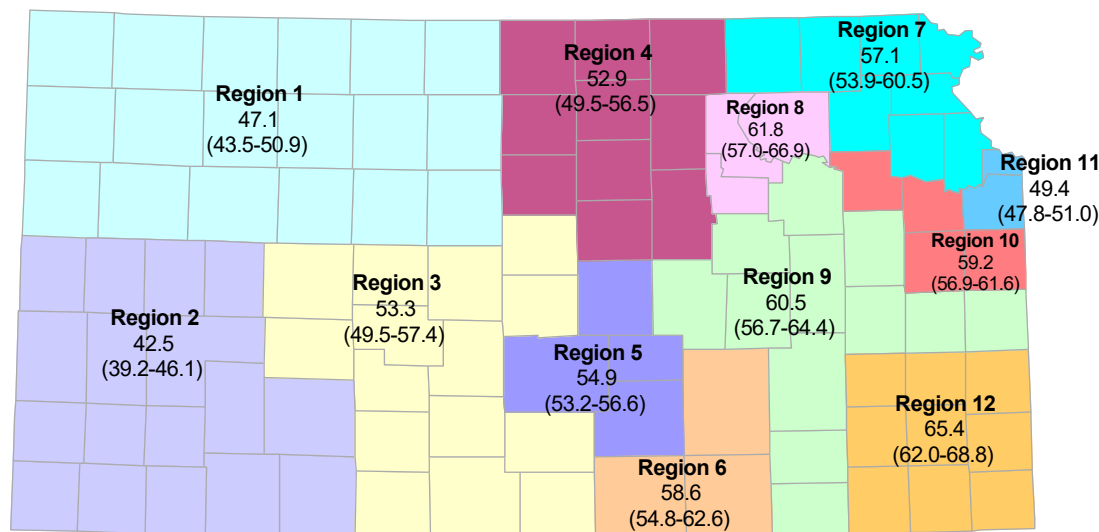 Region 1
47.1
(43.5-50.9)
Region 4
52.9
(49.5-56.5)
Region 7
57.1
(53.9-60.5)
Region 8
61.8
(57.0-66.9)
Region 11
49.4
(47.8-51.0)
Region 2
42.5
(39.2-46.1)
Region 3
53.3
(49.5-57.4)
Region 9
60.5
(56.7-64.4)
Region 10
59.2
(56.9-61.6)
Region 5
54.9
(53.2-56.6)
Region 12
65.4
(62.0-68.8)
Region 6
58.6
(54.8-62.6)